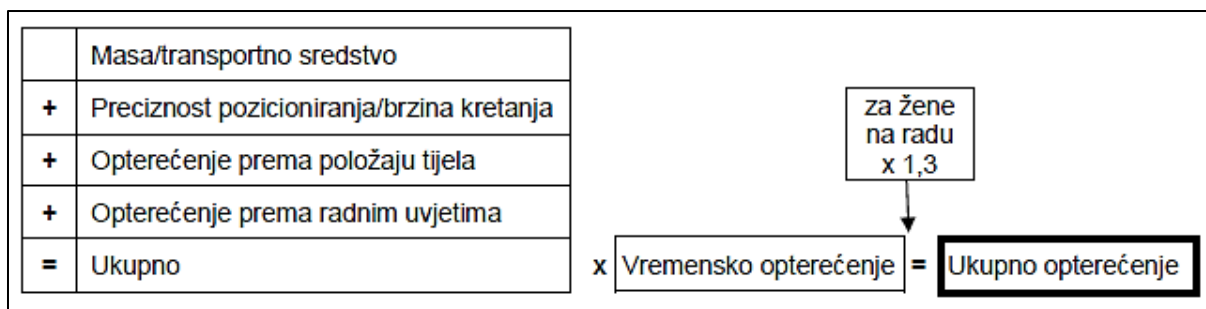 Masa/transportno sredstvo
+ Preciznost pozicioniranja/brzina kretanja
+ Opterećenje prema položaju tijela
+ Opterećenje prema radnim uvjetima
za žene
na radu
x 1,3
= Ukupno x Vremensko opterećenje = Ukupno opterećenje